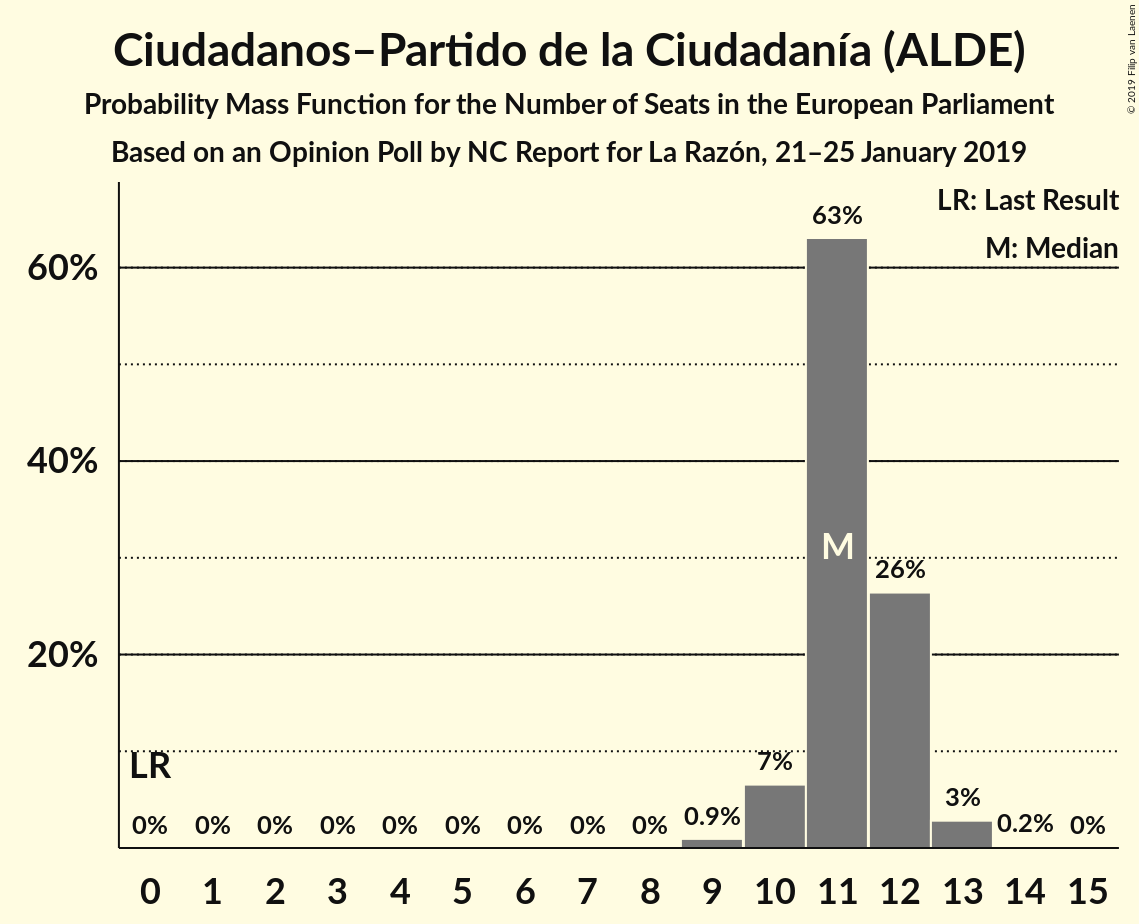 Ciudadanos–Partido de la Ciudadanía (ALDE)
Probability Mass Function for the Number of Seats in the European Parliament
Based on an Opinion Poll by NC Report for La Razón, 21–25 January 2019
© 2019 Filip van Laenen
LR: Last Result
M: Median
63%
60%
40%
M
26%
20%
LR
7%
0% 0% 0% 0% 0% 0% 0% 0% 0% 0.9% 3% 0.2% 0%
0 1 2 3 4 5 6 7 8 9 10 11 12 13 14 15